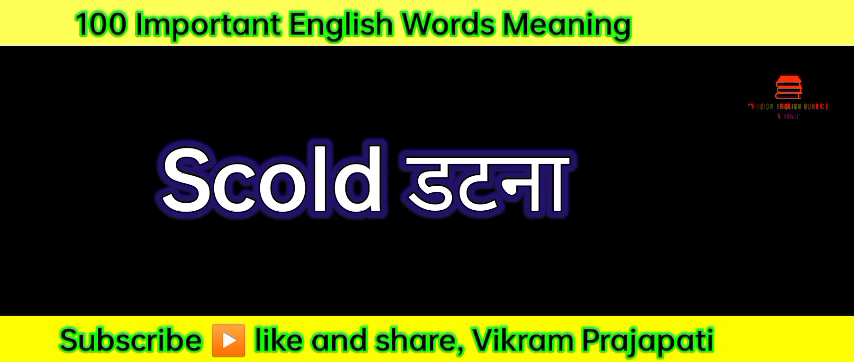 100 Important English Words Meaning
Scold डटना
Subscribe ▶️ like and share, Vikram Prajapati